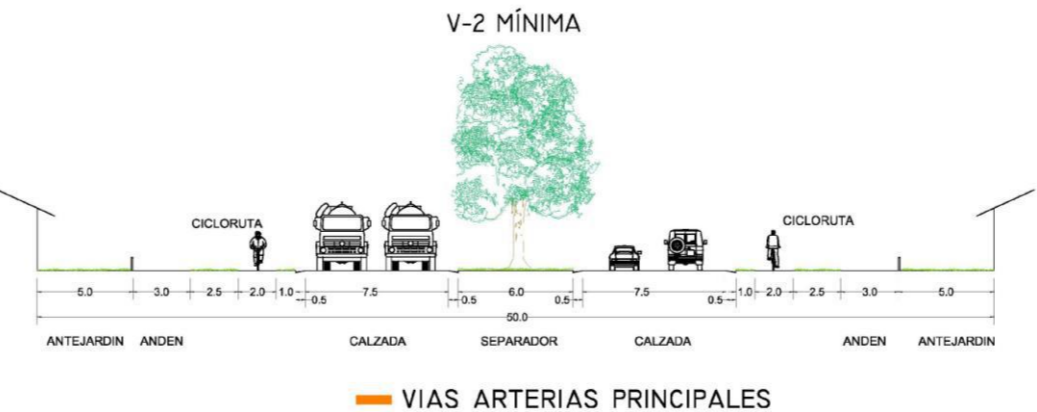 V-2 MÍNIMA
CICLORUTA CICLORUTA
5.0 3.0 2.5 2.0 1.0 0.5 7.5 0.5 6.0 0.5 7.5 0.5 1.0 2.0 2.5 3.0 5.0
50.0
ANTEJARDIN ANDEN CALZADA SEPARADOR CALZADA ANDEN ANTEJARDIN
VIAS ARTERIAS PRINCIPALES